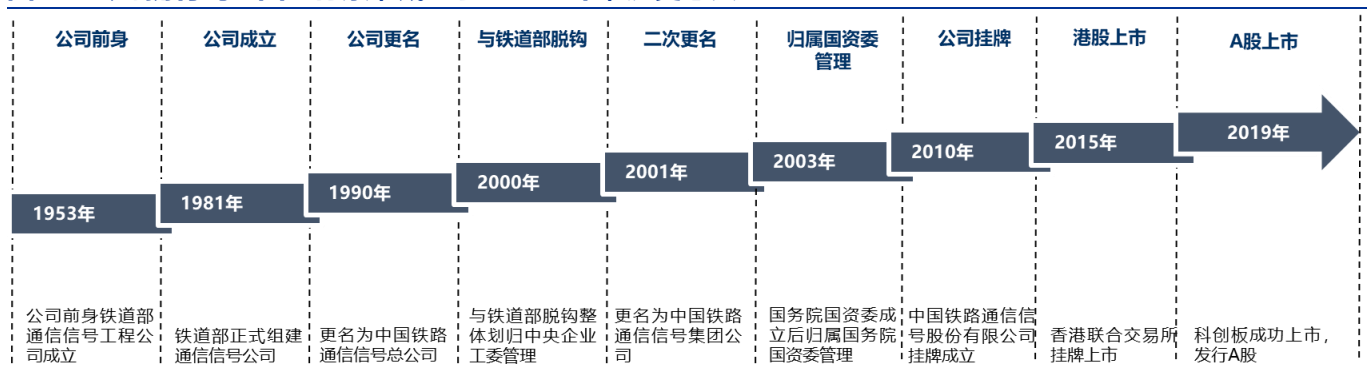 公司前身
公司成立
公司更名
与铁道部脱钩
二次更名
归属国资委
管理
公司挂牌
港股上市
A股上市
1953年
1981年
1990年
2000年
2001年
2003年
2010年
2015年
2019年
公司前身铁道部
通信信号工程公
司成立
铁道部正式组建
通信信号公司
更名为中国铁路
通信信号总公司
与铁道部脱钩整
体划归中央企业
工委管理
更名为中国铁路
通信信号集团公
司
国务院国资委成
立后归属国务院
国资委管理
中国铁路通信信
号股份有限公司
挂牌成立
香港联合交易所
挂牌上市
科创板成功上市，
发行A股